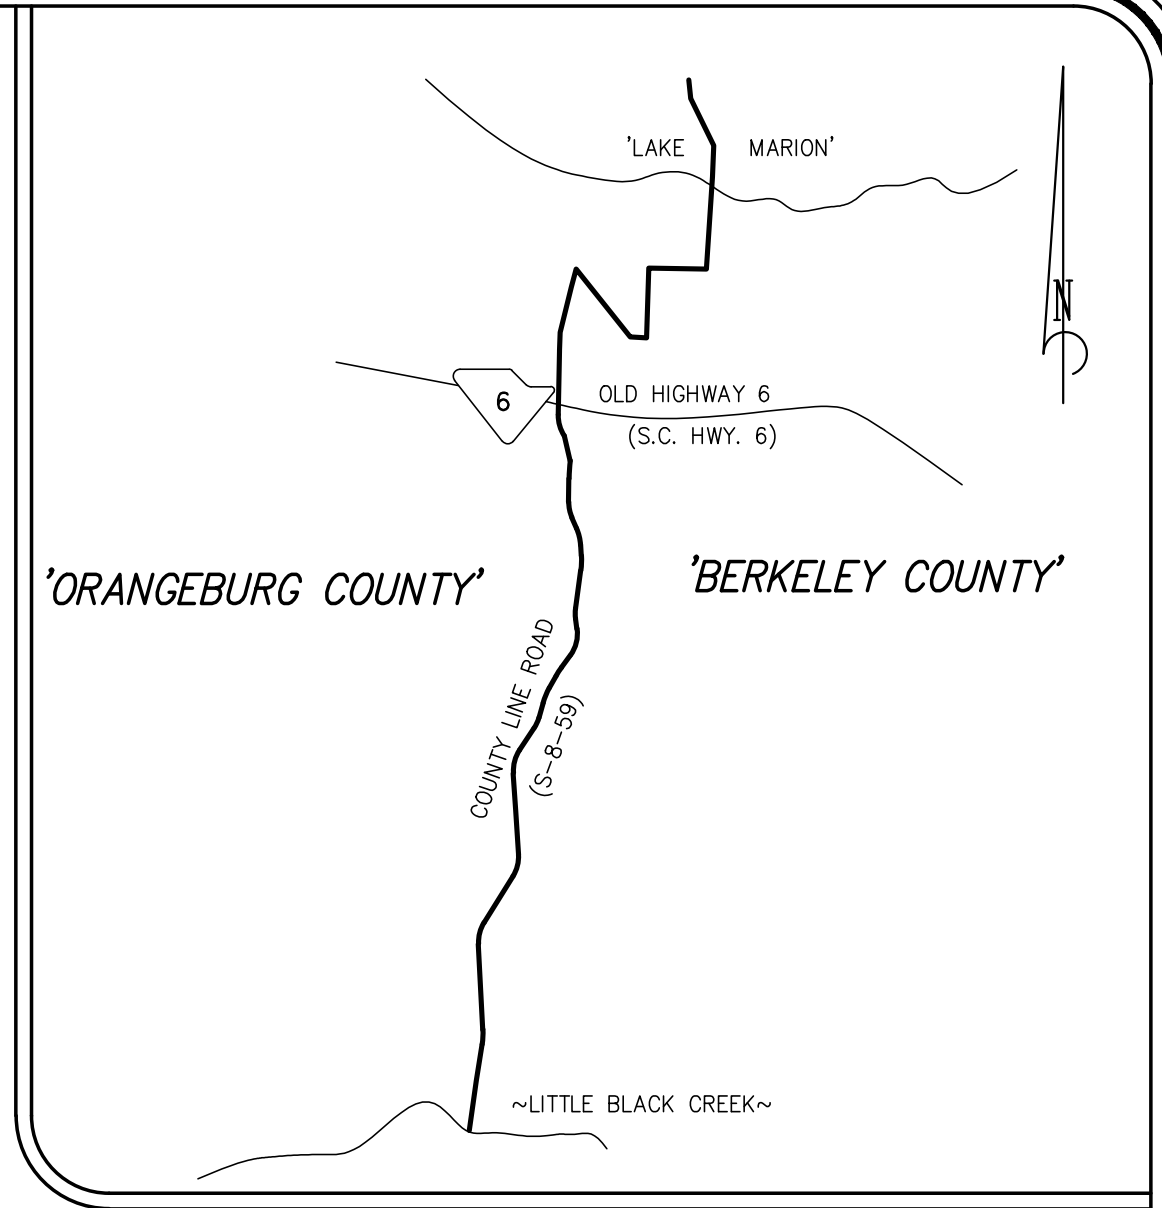 'LAKE MARION'
N
6
OLD HIGHWAY 6
(S.C. HWY. 6)
'ORANGEBURG COUNTY'
'BERKELEY COUNTY'
COUNTY LINE ROAD
(S-8-59)
~LITTLE BLACK CREEK~